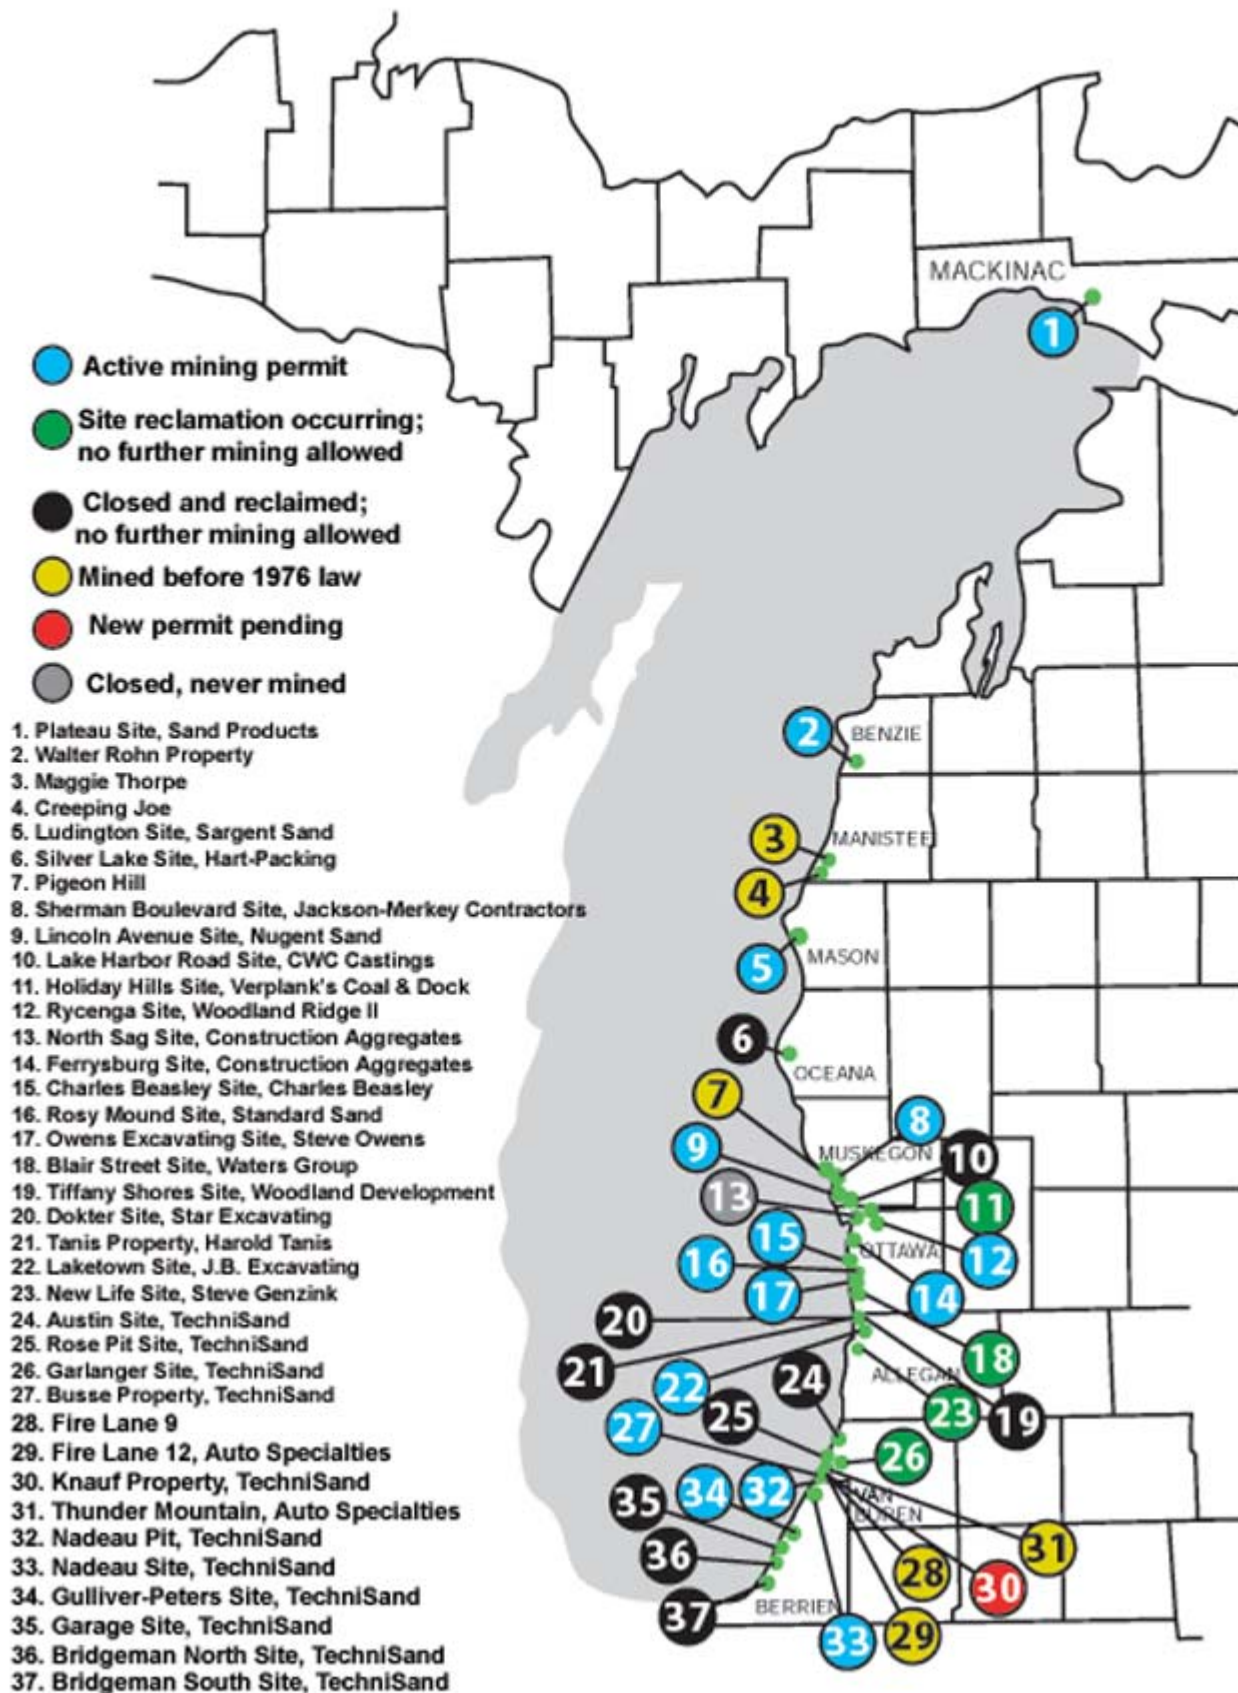 MACKINAC
1
Active mining permit
Site reclamation occurring;
no further mining allowed
Closed and reclaimed;
no further mining allowed
Mined before 1976 law
New permit pending
Closed, never mined
1. Plateau Site, Sand Products
2. Walter Rohn Property
3. Maggie Thorpe
4. Creeping Joe
5. Ludington Site, Sargent Sand
6. Silver Lake Site, Hart-Packing
7. Pigeon Hill
8. Sherman Boulevard Site, Jackson-Merkey Contractors
9. Lincoln Avenue Site, Nugent Sand
10. Lake Harbor Road Site, CWC Castings
11. Holiday Hills Site, Verplank's Coal & Dock
12. Rycenga Site, Woodland Ridge II
13. North Sag Site, Construction Aggregates
14. Ferrysburg Site, Construction Aggregates
15. Charles Beasley Site, Charles Beasley
16. Rosy Mound Site, Standard Sand
17. Owens Excavating Site, Steve Owens
18. Blair Street Site, Waters Group
19. Tiffany Shores Site, Woodland Development
20. Dokter Site, Star Excavating
21. Tanis Property, Harold Tanis
22. Laketown Site, J.B. Excavating
23. New Life Site, Steve Genzink
24. Austin Site, TechniSand
25. Rose Pit Site, TechniSand
26. Garlanger Site, TechniSand
27. Busse Property, TechniSand
28. Fire Lane 9
29. Fire Lane 12, Auto Specialties
30. Knauf Property, TechniSand
31. Thunder Mountain, Auto Specialties
32. Nadeau Pit, TechniSand
33. Nadeau Site, TechniSand
34. Gulliver-Peters Site, TechniSand
35. Garage Site, TechniSand
36. Bridgeman North Site, TechniSand
37. Bridgeman South Site, TechniSand
2
BENZIE
3
MANISTEE
4
5
MASON
6
OCEANA
7
8
9
MUSKEGON
10
13
11
15
OTTAWA
16
12
17
14
20
18
21
ALLEGAN
24
22
23
19
25
27
26
34
32
35
VAN
BUREN
36
31
28
30
37
BERRIEN
33
29